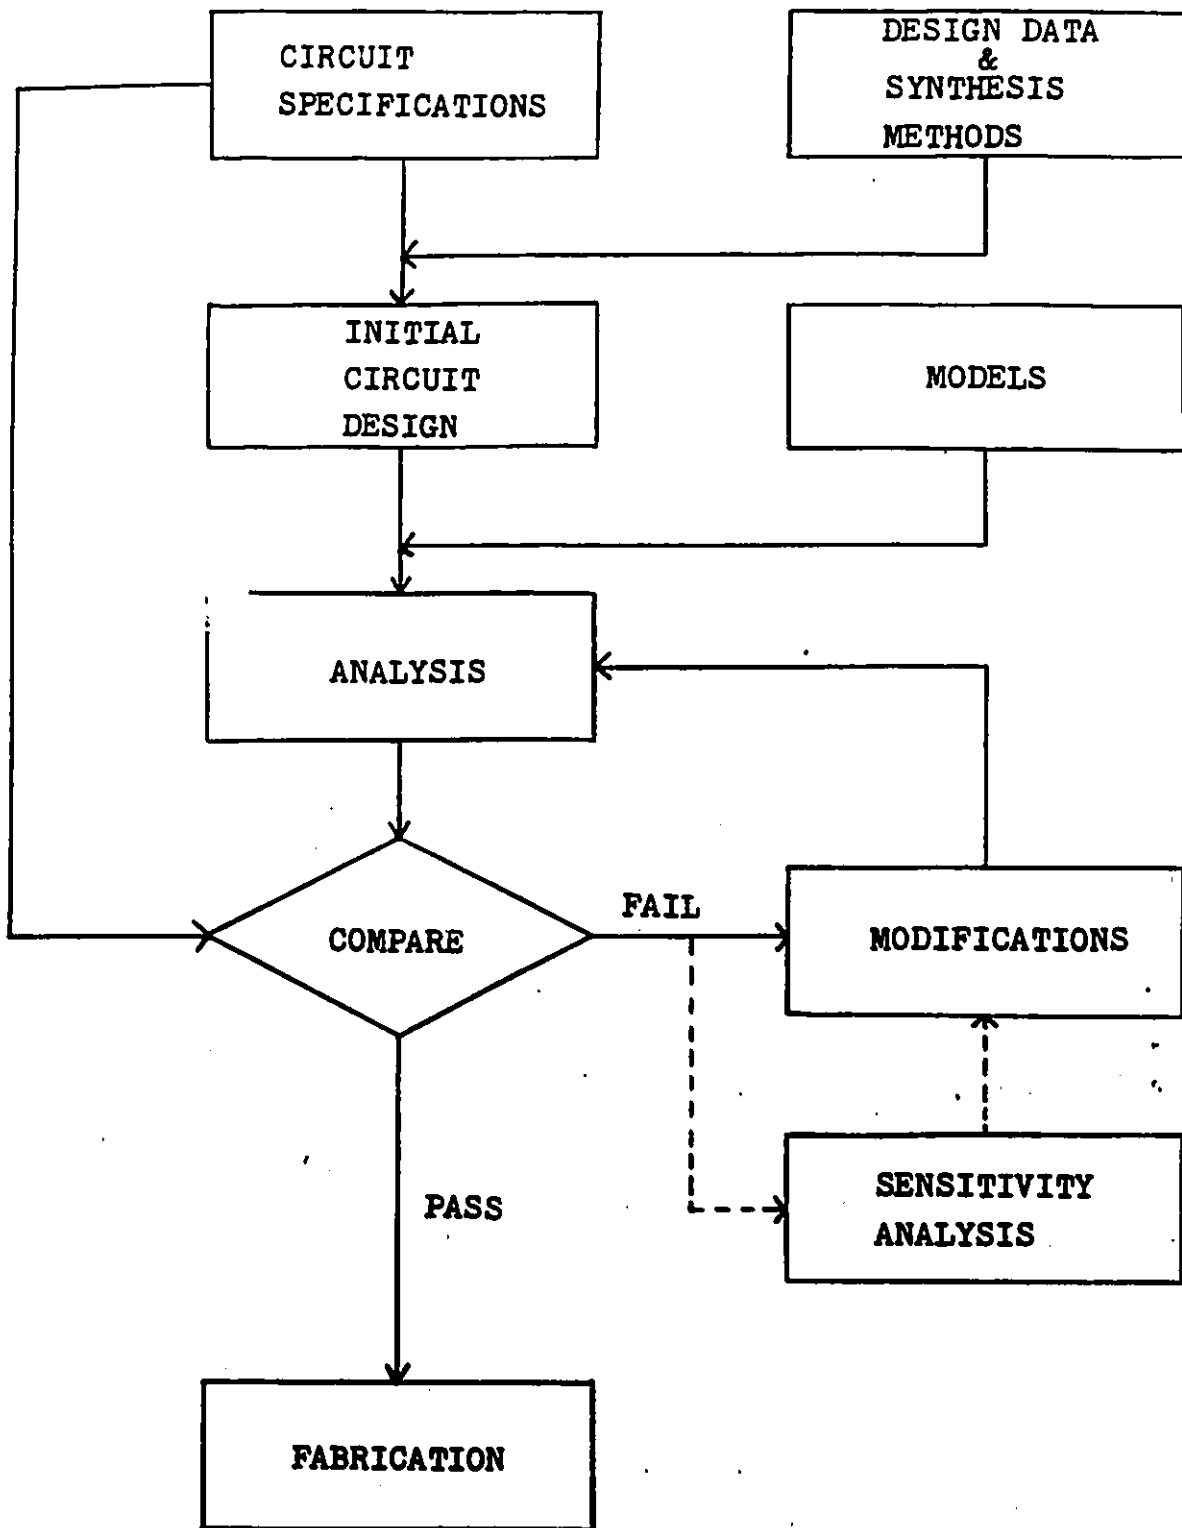 CIRCUIT
SPECIFICATIONS
DESIGN DATA
&
SYNTHESIS
METHODS
INITIAL
CIRCUIT
DESIGN
MODELS
ANALYSIS
COMPARE
FAIL
MODIFICATIONS
SENSITIVITY
ANALYSIS
PASS
FABRICATION